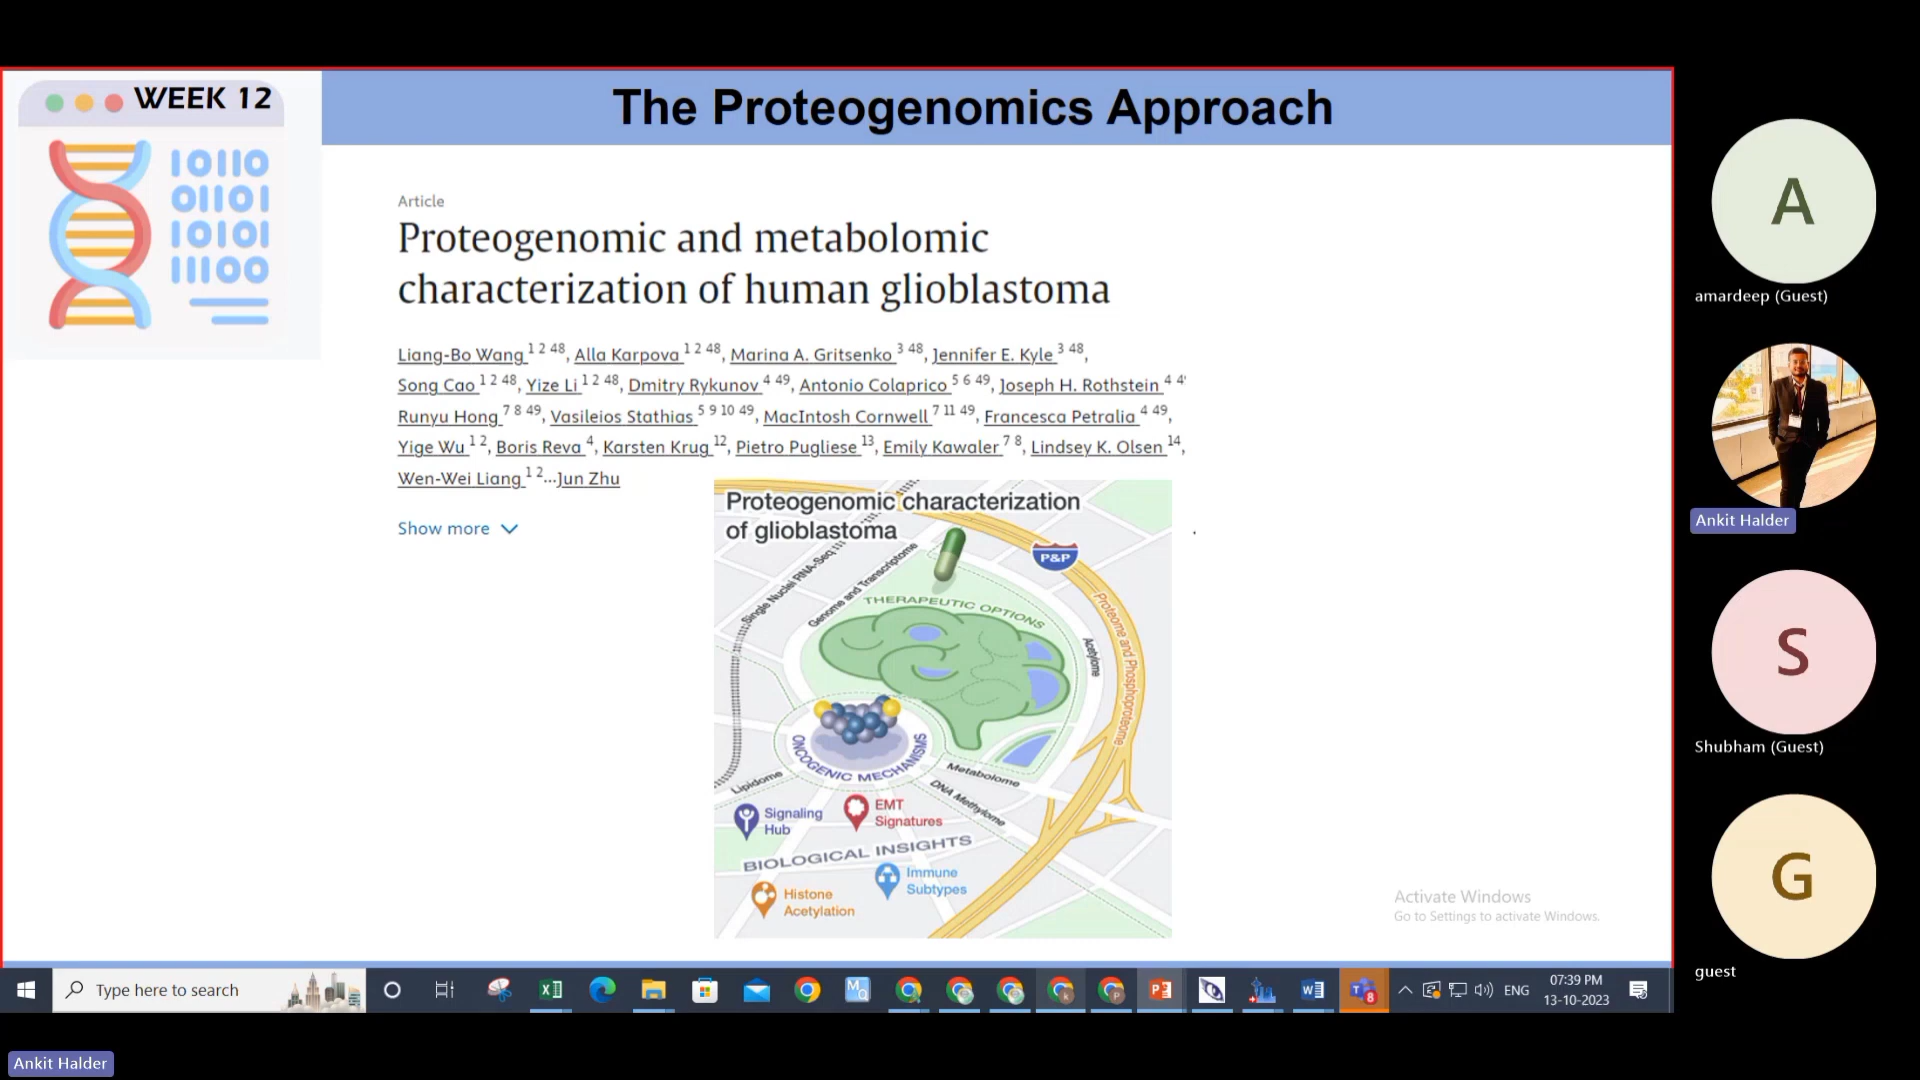 WEEK 12
10110
01101
10101
11100
The Proteogenomics Approach
Article
Proteogenomic and metabolomic
characterization of human glioblastoma
Liang-Bo Wang 1 2 48, Alla Karpova 1 2 48, Marina A. Gritsenko 3 48, Jennifer E. Kyle 3 48,
Song Cao 1 2 48, Yize Li 1 2 48, Dmitry Rykunov 4 49, Antonio Colaprico 5 6 49, Joseph H. Rothstein 4 4
Runyu Hong 7 8 49, Vasileios Stathias 5 9 10 49, MacIntosh Cornwell 7 11 49, Francesca Petralia 4 49,
Yige Wu 1 2, Boris Reva 4, Karsten Krug 12, Pietro Pugliese 13, Emily Kawaler 7 8, Lindsey K. Olsen 14,
Wen-Wei Liang 1 2...Jun Zhu
Show more
Proteogenomic characterization
of glioblastoma
P&P
Single Nuclei RNA-Seq
Genome and Transcriptome
THERAPEUTIC OPTIONS
Acetylome
Proteome and Phosphoproteome
ONCOGENIC MECHANISMS
Lipidome
Metabolome
DNA Methylome
Signaling
Hub
EMT
Signatures
BIOLOGICAL INSIGHTS
Histone
Acetylation
Immune
Subtypes
Activate Windows
Go to Settings to activate Windows.
A
amardeep (Guest)
Ankit Halder
S
Shubham (Guest)
G
guest
Type here to search
ENG
07:39 PM
13-10-2023
8
Ankit Halder